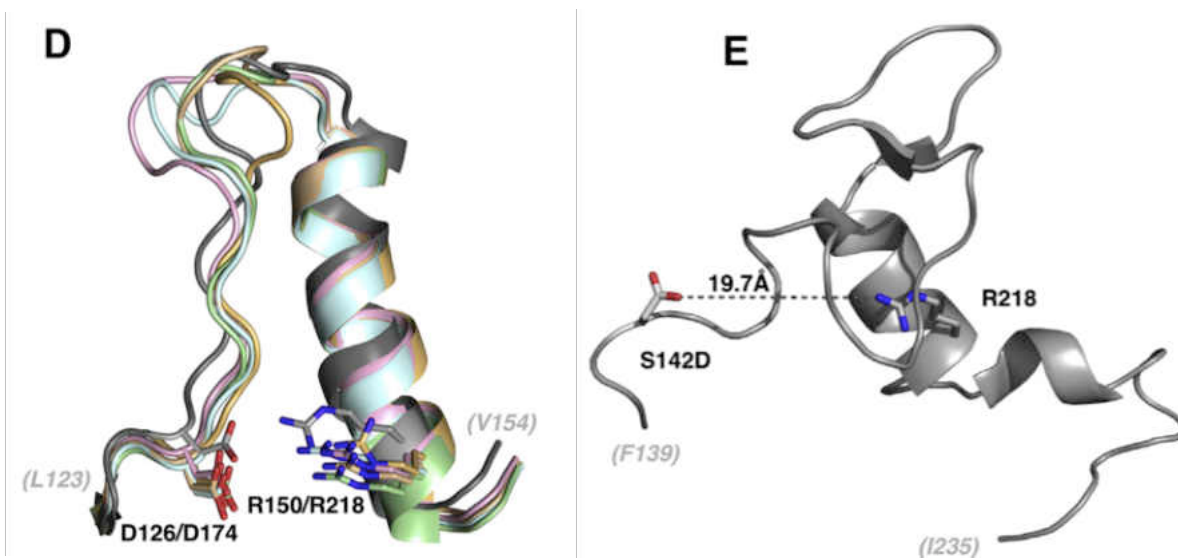 D
(L123)
D126/D174
R150/R218
(V154)
E
19.7Å
R218
S142D
(F139)
(I235)